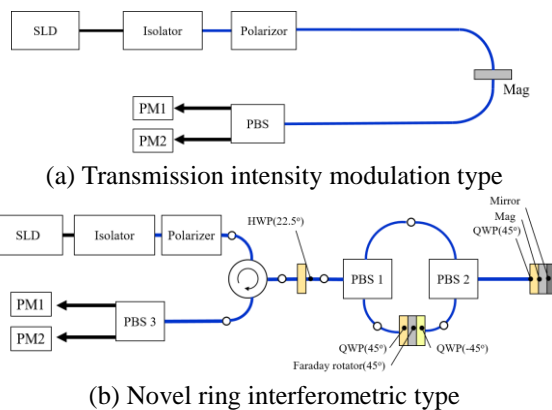 SLD
Isolator
Polarizor
Mag
PM1
PM2
PBS
(a) Transmission intensity modulation type
Mirror
Mag
QWP(45°)
HWP(22.5°)
SLD
Isolator
Polarizer
PBS 1
PBS 2
PM1
PM2
PBS 3
QWP(45°)
QWP(-45°)
Faraday rotator(45°)
(b) Novel ring interferometric type